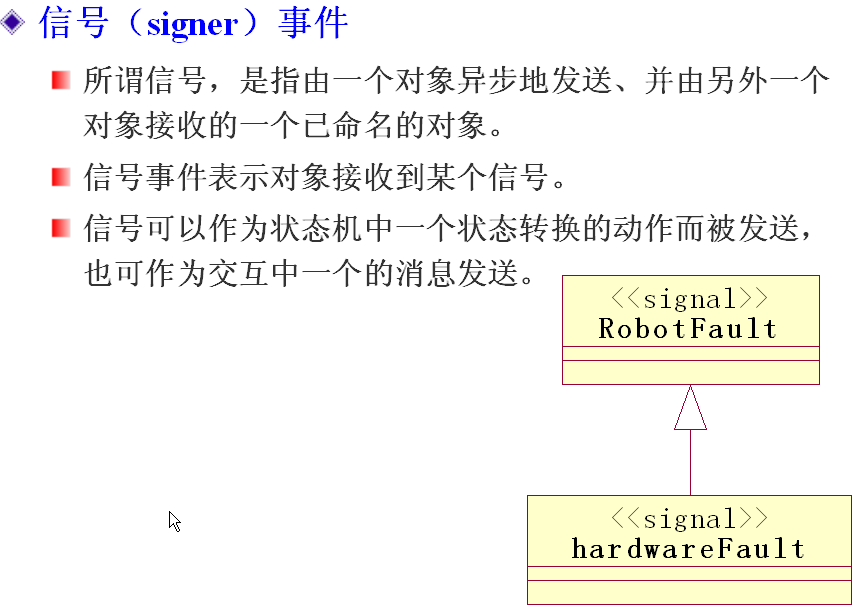 信号（signer）事件
所谓信号，是指由一个对象异步地发送、并由另外一个
对象接收的一个已命名的对象。
信号事件表示对象接收到某个信号。
信号可以作为状态机中一个状态转换的动作而被发送，
也可作为交互中一个的消息发送。
<<signal>>
RobotFault
<<signal>>
hardwareFault